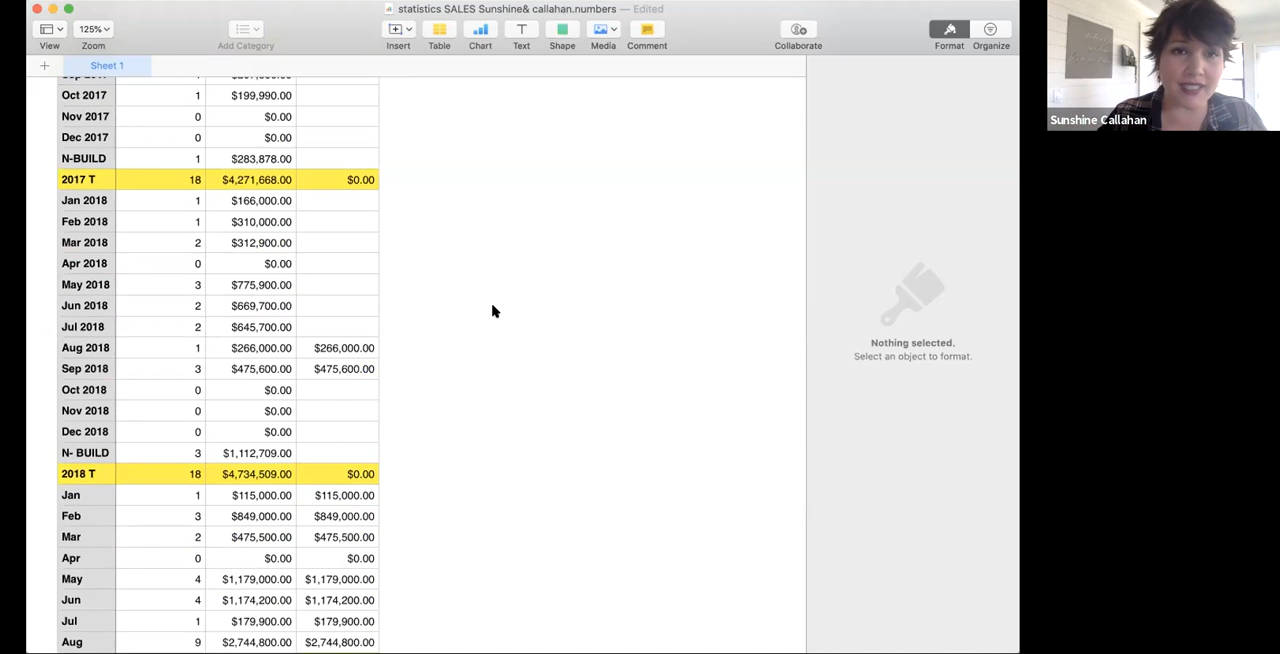 statistics SALES Sunshine& callahan.numbers — Edited
125%
View Zoom Add Category Insert Table Chart Text Shape Media Comment Collaborate Format Organize
Sheet 1
Oct 2017 1 $199,990.00
Nov 2017 0 $0.00
Dec 2017 0 $0.00
N-BUILD 1 $283,878.00
2017 T 18 $4,271,668.00 $0.00
Jan 2018 1 $166,000.00
Feb 2018 1 $310,000.00
Mar 2018 2 $312,900.00
Apr 2018 0 $0.00
May 2018 3 $775,900.00
Jun 2018 2 $669,700.00
Jul 2018 2 $645,700.00
Aug 2018 1 $266,000.00 $266,000.00
Sep 2018 3 $475,600.00 $475,600.00
Oct 2018 0 $0.00
Nov 2018 0 $0.00
Dec 2018 0 $0.00
N- BUILD 3 $1,112,709.00
2018 T 18 $4,734,509.00 $0.00
Jan 1 $115,000.00 $115,000.00
Feb 3 $849,000.00 $849,000.00
Mar 2 $475,500.00 $475,500.00
Apr 0 $0.00 $0.00
May 4 $1,179,000.00 $1,179,000.00
Jun 4 $1,174,200.00 $1,174,200.00
Jul 1 $179,900.00 $179,900.00
Aug 9 $2,744,800.00 $2,744,800.00
Nothing selected.
Select an object to format.
Sunshine Callahan